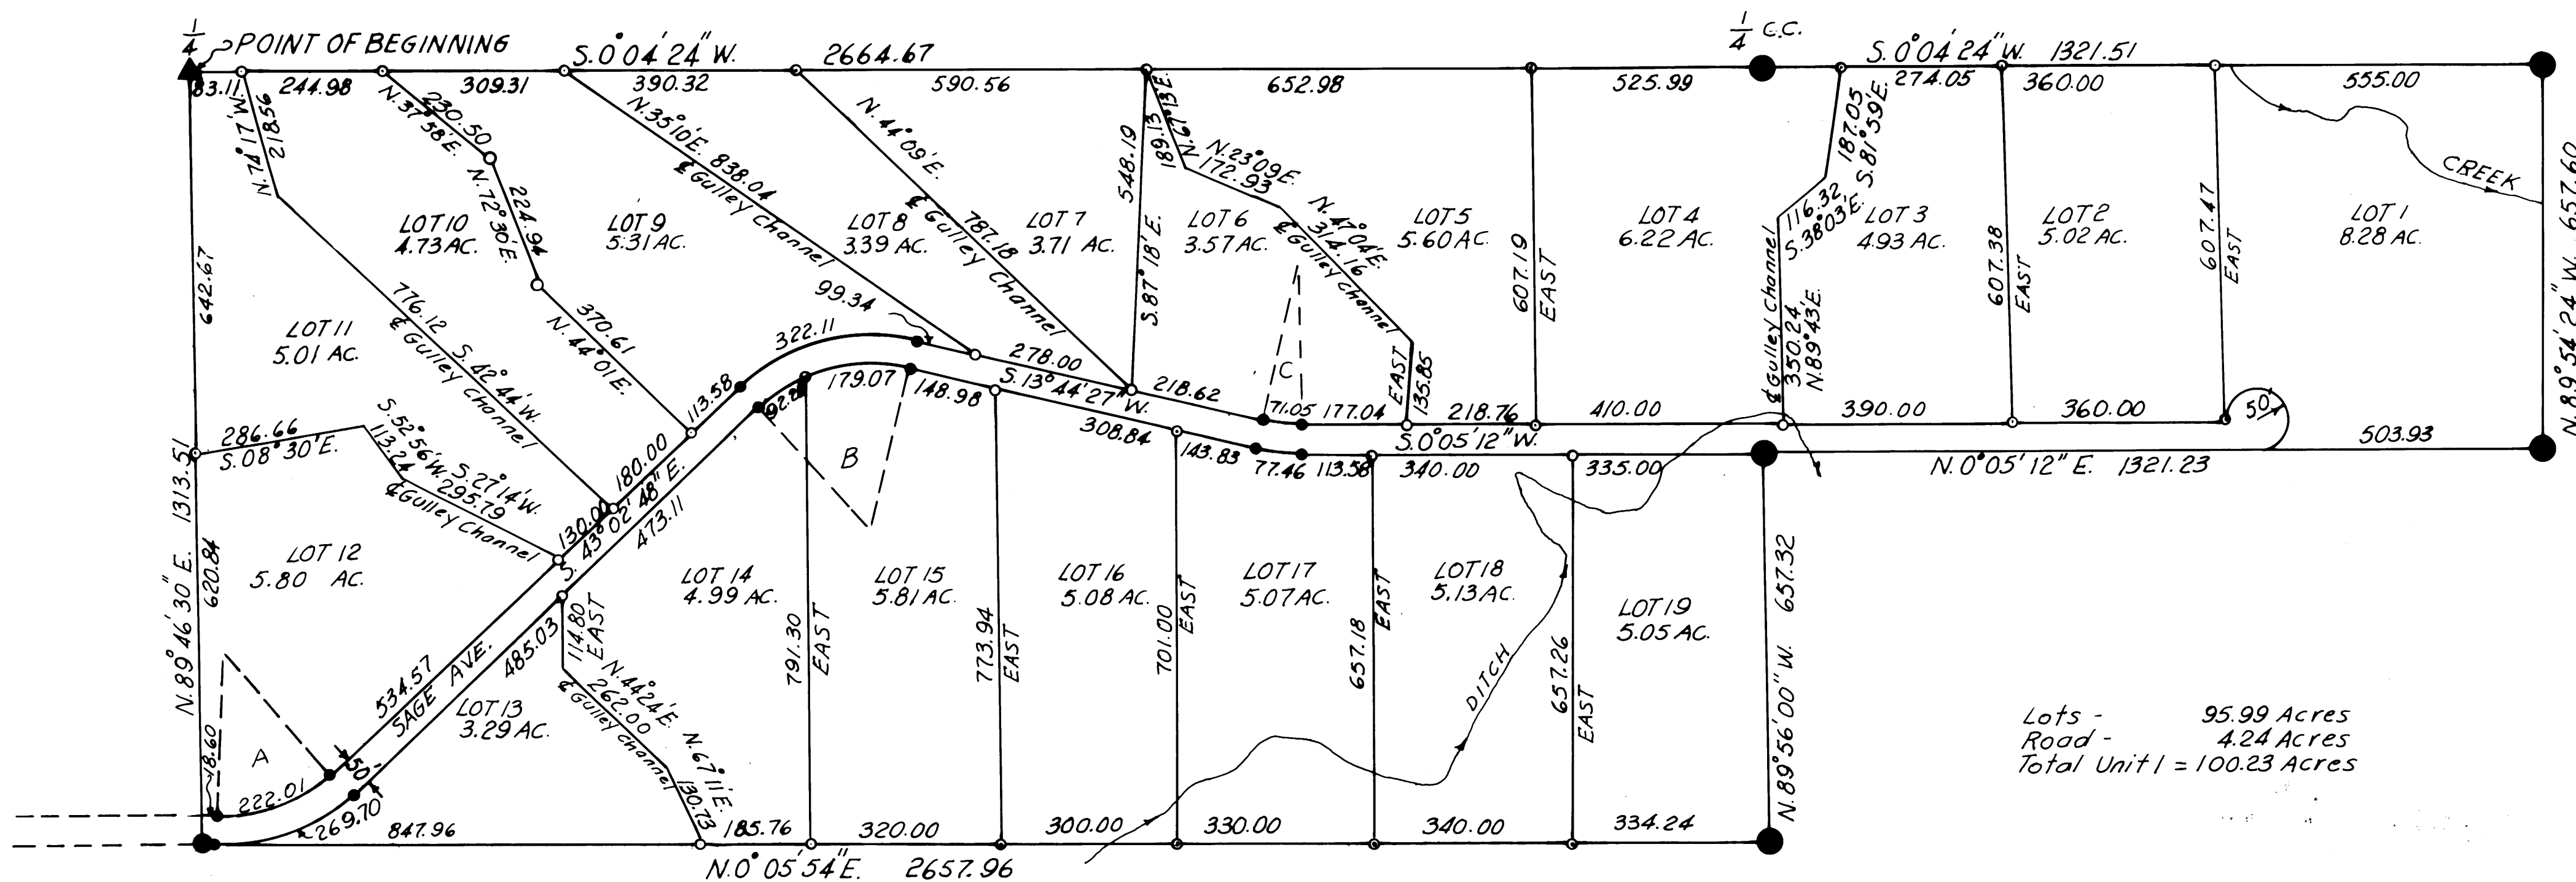 1/4
POINT OF BEGINNING
S. 0° 04' 24" W. 2664.67
1/4 C.C.
S. 0° 04' 24" W. 1321.51
83.11
244.98
309.31
390.32
590.56
652.98
525.99
274.05
360.00
555.00
N. 74° 17' W.
218.56
230.50
N. 37° 58' E.
224.94
N. 72° 30' E.
370.61
N. 44° 01' E.
N. 35° 10' E. 838.04
℄ Gulley Channel
N. 44° 09' E.
787.18
℄ Gulley Channel
548.19
S. 87° 18' E.
189.13
N. 67° 13' E.
N. 23° 09' E.
172.93
N. 47° 04' E.
314.16
℄ Gulley Channel
EAST
135.85
607.19
EAST
187.05
S. 81° 59' E.
116.32
S. 38° 03' E.
℄ Gulley Channel
350.24
N. 89° 43' E.
607.38
EAST
607.47
EAST
CREEK
N. 89° 54' 24" W. 657.60
LOT 10
4.73 AC.
LOT 9
5.31 AC.
LOT 8
3.39 AC.
LOT 7
3.71 AC.
LOT 6
3.57 AC.
LOT 5
5.60 AC.
LOT 4
6.22 AC.
LOT 3
4.93 AC.
LOT 2
5.02 AC.
LOT 1
8.28 AC.
642.67
LOT 11
5.01 AC.
776.12
S. 42° 44' W.
℄ Gulley Channel
99.34
322.11
113.58
278.00
S. 13° 44' 27" W.
218.62
C
71.05
177.04
218.76
S. 0° 05' 12" W.
410.00
390.00
360.00
50'
503.93
N. 0° 05' 12" E. 1321.23
179.07
148.98
308.84
143.83
77.46
113.58
340.00
335.00
286.66
S. 08° 30' E.
S. 52° 56' W.
113.24
S. 27° 14' W.
295.79
℄ Gulley Channel
180.00
130.00
S. 43° 02' 48" E.
473.11
B
N. 89° 46' 30" E. 1313.51
620.84
LOT 12
5.80 AC.
LOT 14
4.99 AC.
LOT 15
5.81 AC.
LOT 16
5.08 AC.
LOT 17
5.07 AC.
LOT 18
5.13 AC.
LOT 19
5.05 AC.
114.80
EAST
N. 44° 24' E.
262.00
℄ Gulley Channel
N. 67° 11' E.
130.73
791.30
EAST
773.94
EAST
701.00
EAST
657.18
EAST
657.26
EAST
DITCH
N. 89° 56' 00" W. 657.32
534.57
SAGE AVE.
485.03
LOT 13
3.29 AC.
A
18.60
222.01
50'
269.70
847.96
185.76
320.00
300.00
330.00
340.00
334.24
N. 0° 05' 54" E. 2657.96
Lots - 95.99 Acres
Road - 4.24 Acres
Total Unit 1 = 100.23 Acres